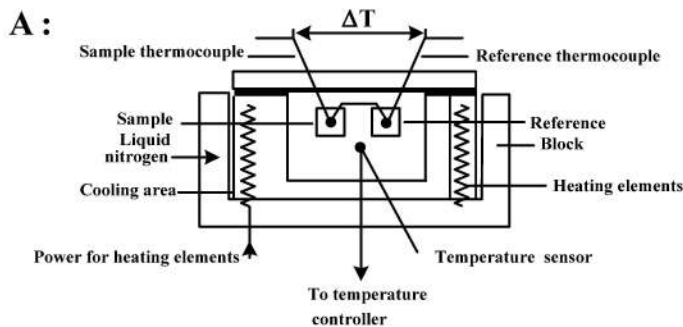 A :
ΔT
Sample thermocouple
Reference thermocouple
Sample
Reference
Liquid
nitrogen
Block
Cooling area
Heating elements
Power for heating elements
Temperature sensor
To temperature
controller